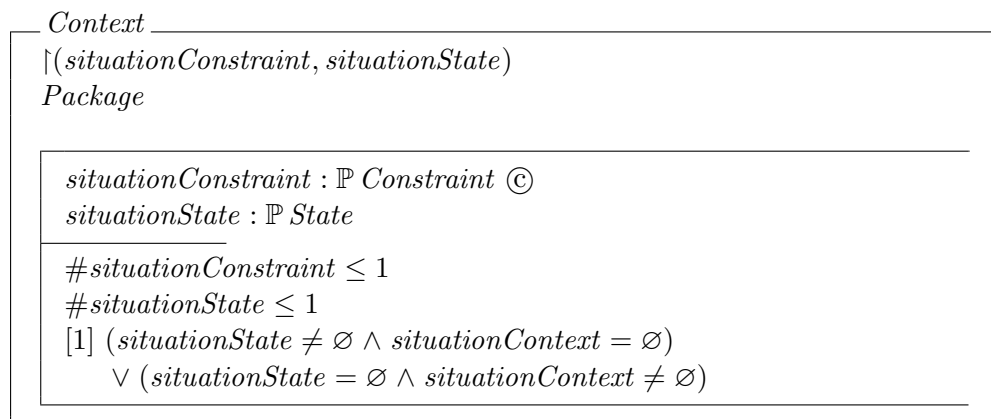 Context
↾(situationConstraint, situationState)
Package
situationConstraint : ℙ Constraint ©
situationState : ℙ State
#situationConstraint ≤ 1
#situationState ≤ 1
[1] (situationState ≠ ∅ ∧ situationContext = ∅)
∨ (situationState = ∅ ∧ situationContext ≠ ∅)